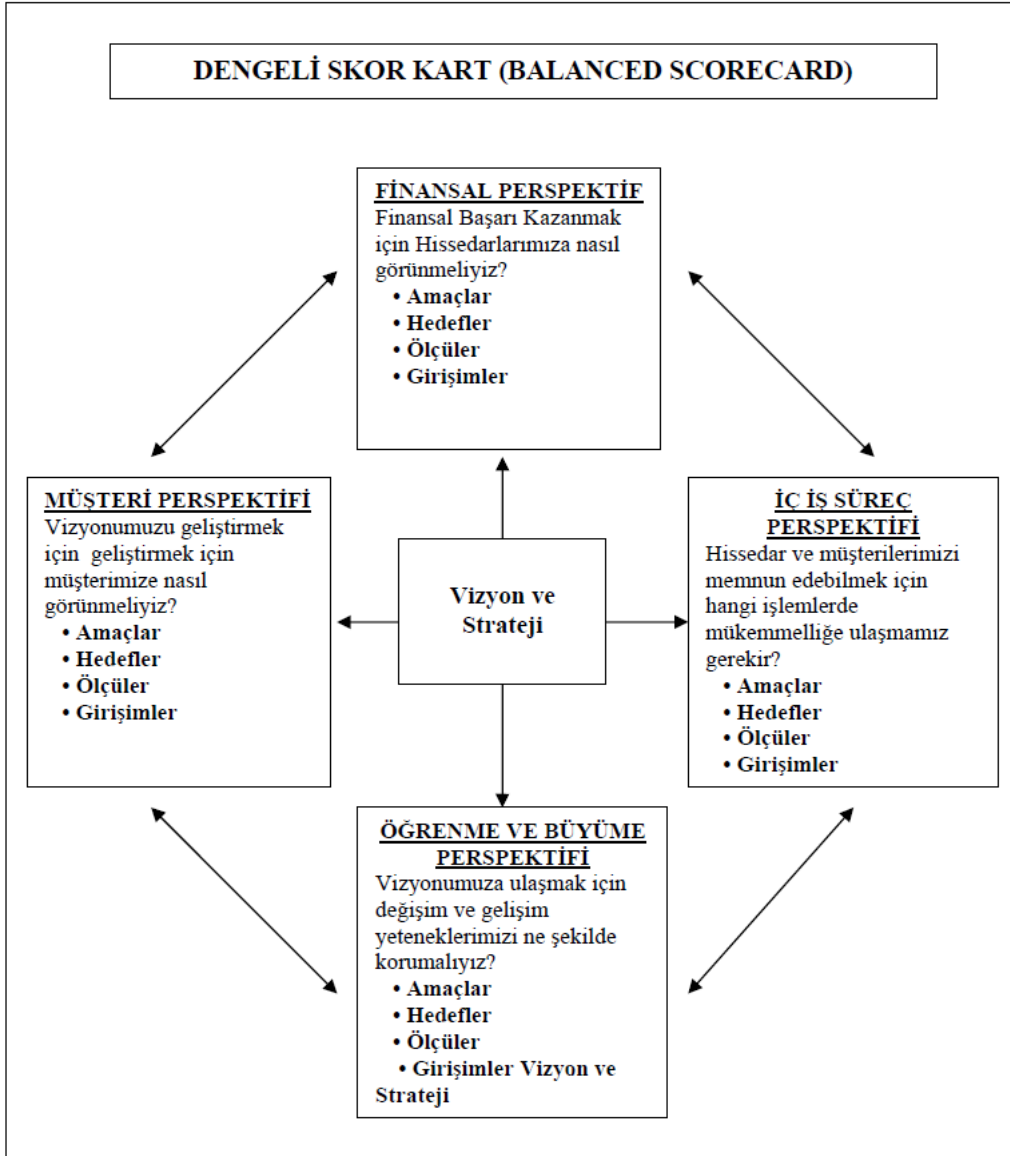 DENGELİ SKOR KART (BALANCED SCORECARD)
FİNANSAL PERSPEKTİF
Finansal Başarı Kazanmak
için Hissedarlarımıza nasıl
görünmeliyiz?
• Amaçlar
• Hedefler
• Ölçüler
• Girişimler
MÜŞTERİ PERSPEKTİFİ
Vizyonumuzu geliştirmek
için geliştirmek için
müşterimize nasıl
görünmeliyiz?
• Amaçlar
• Hedefler
• Ölçüler
• Girişimler
Vizyon ve
Strateji
İÇ İŞ SÜREÇ
PERSPEKTİFİ
Hissedar ve müşterilerimizi
memnun edebilmek için
hangi işlemlerde
mükemmelliğe ulaşmamız
gerekir?
• Amaçlar
• Hedefler
• Ölçüler
• Girişimler
ÖĞRENME VE BÜYÜME
PERSPEKTİFİ
Vizyonumuza ulaşmak için
değişim ve gelişim
yeteneklerimizi ne şekilde
korumalıyız?
• Amaçlar
• Hedefler
• Ölçüler
• Girişimler Vizyon ve
Strateji